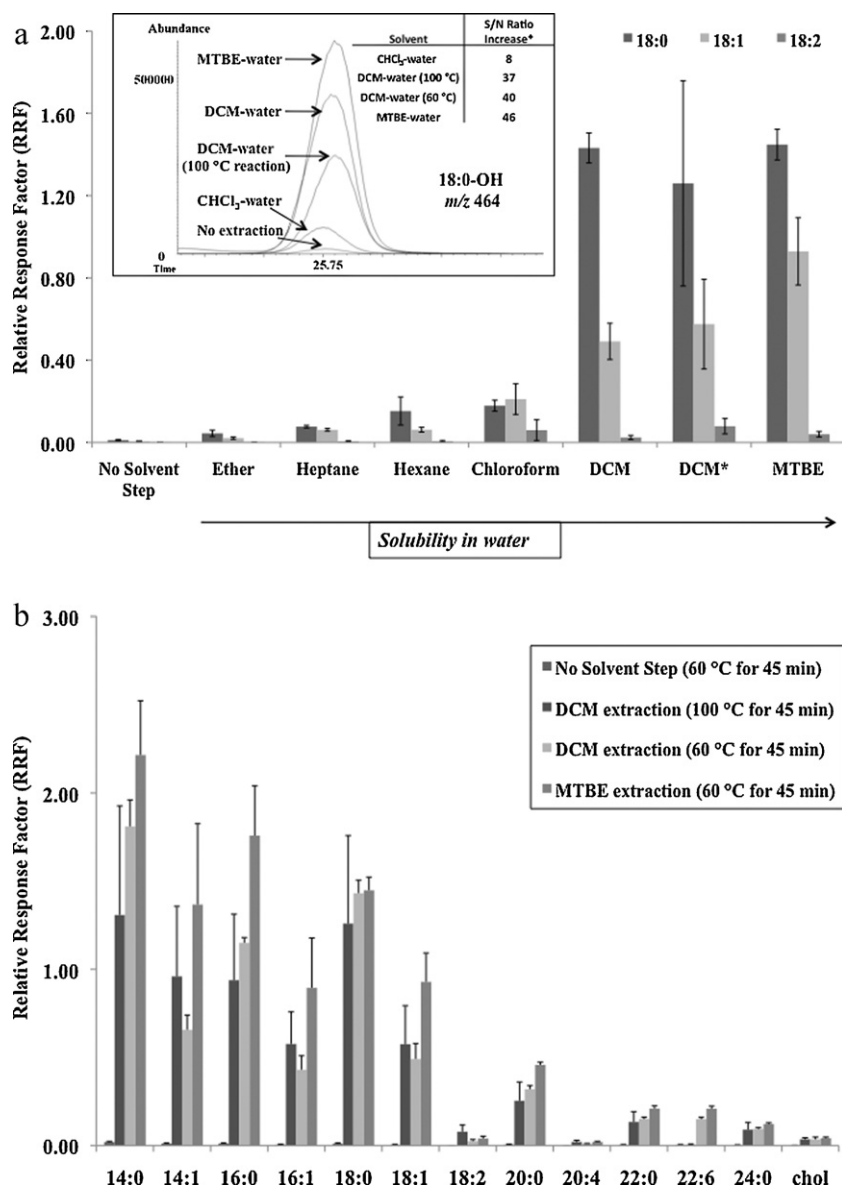 a
Relative Response Factor (RRF)
2.00
1.60
1.20
0.80
0.40
0.00
18:0 18:1 18:2
Abundance
500000
0
Time
25.75
MTBE-water
DCM-water
DCM-water
(100 °C reaction)
CHCl₃-water
No extraction
18:0-OH
m/z 464
Solvent S/N Ratio Increase*
CHCl₃-water 8
DCM-water (100 °C) 37
DCM-water (60 °C) 40
MTBE-water 46
No Solvent Step Ether Heptane Hexane Chloroform DCM DCM* MTBE
Solubility in water
b
Relative Response Factor (RRF)
3.00
2.00
1.00
0.00
No Solvent Step (60 °C for 45 min)
DCM extraction (100 °C for 45 min)
DCM extraction (60 °C for 45 min)
MTBE extraction (60 °C for 45 min)
14:0 14:1 16:0 16:1 18:0 18:1 18:2 20:0 20:4 22:0 22:6 24:0 chol